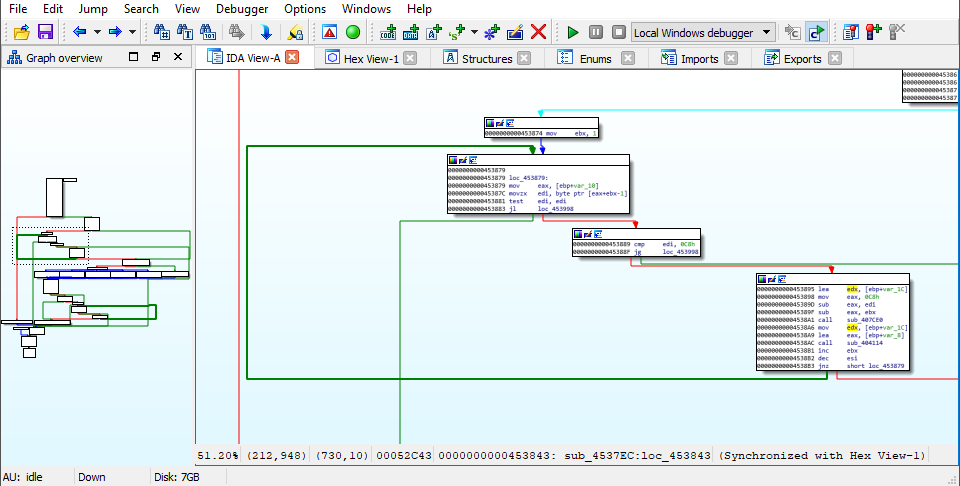 File Edit Jump Search View Debugger Options Windows Help
Local Windows debugger
Graph overview
IDA View-A Hex View-1 Structures Enums Imports Exports
0000000000045386
0000000000045386
0000000000045387
0000000000045387
0000000000453874 mov ebx, 1
0000000000453879
0000000000453879 loc_453879:
0000000000453879 mov eax, [ebp+var_10]
000000000045387C movzx edi, byte ptr [eax+ebx-1]
0000000000453881 test edi, edi
0000000000453883 jl loc_453998
0000000000453889 cmp edi, 0C8h
000000000045388F jg loc_453998
0000000000453895 lea edx, [ebp+var_1C]
0000000000453898 mov eax, 0C8h
000000000045389D sub eax, edi
000000000045389F sub eax, ebx
00000000004538A1 call sub_407CE0
00000000004538A6 mov edx, [ebp+var_1C]
00000000004538A9 lea eax, [ebp+var_8]
00000000004538AC call sub_404114
00000000004538B1 inc ebx
00000000004538B2 dec esi
00000000004538B3 jnz short loc_453879
51.20% (212,948) (730,10) 00052C43 0000000000453843: sub_4537EC:loc_453843 (Synchronized with Hex View-1)
AU: idle Down Disk: 7GB